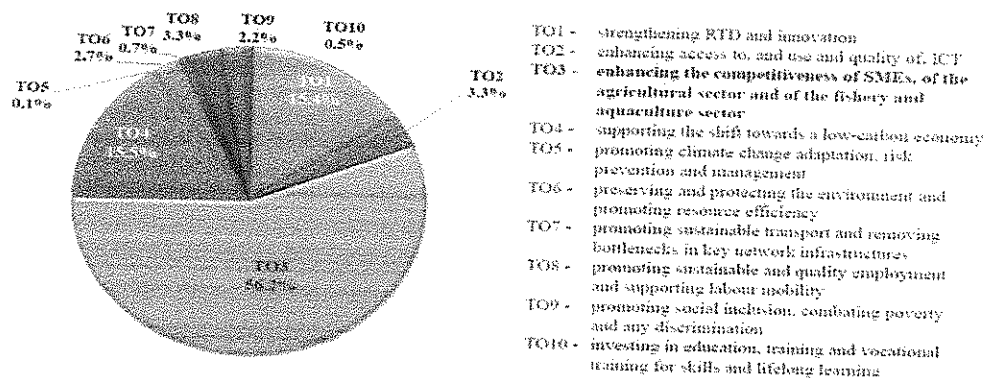 TO8
3.3%
TO9
2.2%
TO10
0.5%
TO7
0.7%
TO6
2.7%
TO5
0.1%
TO1
TO2
3.3%
TO4
15.5%
TO3
TO1 - strengthening RTD and innovation
TO2 - enhancing access to, and use and quality of, ICT
TO3 - enhancing the competitiveness of SMEs, of the
agricultural sector and of the fishery and
aquaculture sector
TO4 - supporting the shift towards a low-carbon economy
TO5 - promoting climate change adaptation, risk
prevention and management
TO6 - preserving and protecting the environment and
promoting resource efficiency
TO7 - promoting sustainable transport and removing
bottlenecks in key network infrastructures
TO8 - promoting sustainable and quality employment
and supporting labour mobility
TO9 - promoting social inclusion, combating poverty
and any discrimination
TO10 - investing in education, training and vocational
training for skills and lifelong learning